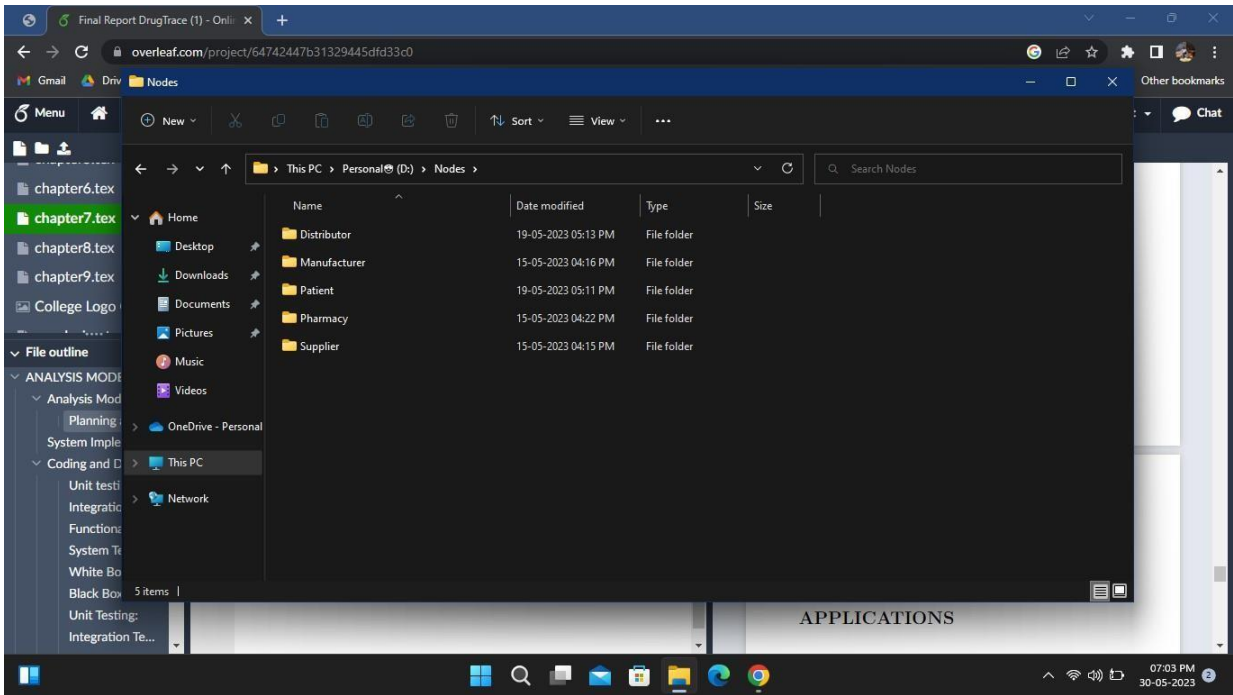 Final Report DrugTrace (1) - Onli
overleaf.com/project/64742447b31329445dfd33c0
Gmail
Driv
Other bookmarks
Nodes
Menu
Chat
New
Sort
View
This PC > Personal😎 (D:) > Nodes >
Search Nodes
chapter6.tex
chapter7.tex
chapter8.tex
chapter9.tex
College Logo
File outline
ANALYSIS MODE
Analysis Mod
Planning
System Imple
Coding and D
Unit testi
Integratio
Functiona
System Te
White Bo
Black Box
Unit Testing:
Integration Te...
Home
Desktop
Downloads
Documents
Pictures
Music
Videos
OneDrive - Personal
This PC
Network
Name Date modified Type Size
Distributor 19-05-2023 05:13 PM File folder
Manufacturer 15-05-2023 04:16 PM File folder
Patient 19-05-2023 05:11 PM File folder
Pharmacy 15-05-2023 04:22 PM File folder
Supplier 15-05-2023 04:15 PM File folder
5 items
APPLICATIONS
07:03 PM
30-05-2023
2